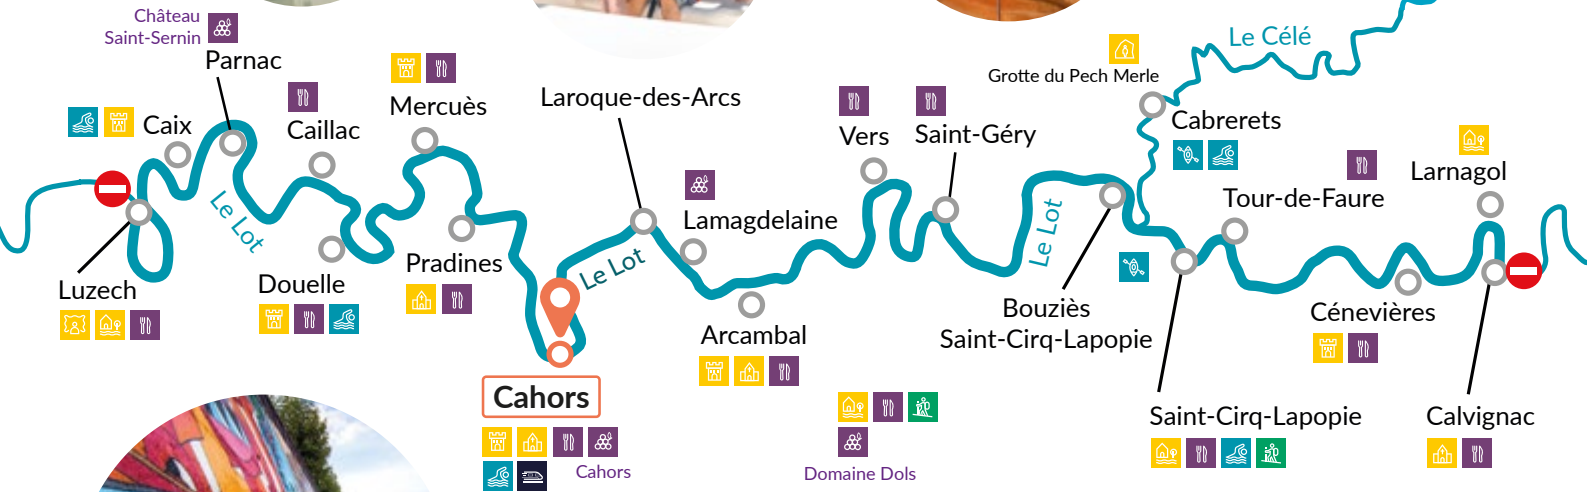 Château
Saint-Sernin
Parnac
Caix
Caillac
Mercuès
Laroque-des-Arcs
Vers
Saint-Géry
Grotte du Pech Merle
Le Célé
Cabrerets
Larnagol
Tour-de-Faure
Le Lot
Luzech
Douelle
Pradines
Le Lot
Lamagdelaine
Le Lot
Arcambal
Bouziès
Saint-Cirq-Lapopie
Cénevières
Cahors
Cahors
Domaine Dols
Saint-Cirq-Lapopie
Calvignac